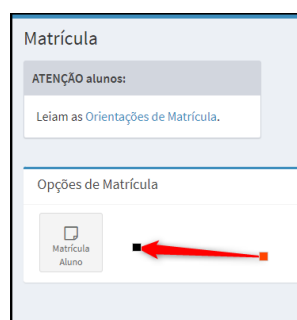 Matrícula
ATENÇÃO alunos:
Leiam as Orientações de Matrícula.
Opções de Matrícula
Matrícula
Aluno